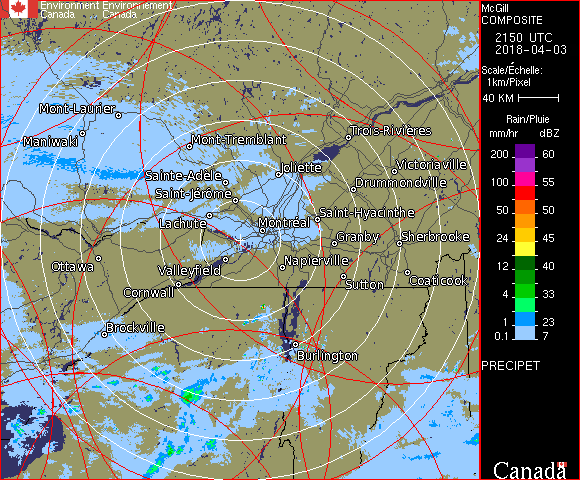 Environment Environnement
Canada Canada
McGill
COMPOSITE
2150 UTC
2018-04-03
Scale/Échelle:
1km/Pixel
40 KM
Rain/Pluie
mm/hr dBZ
200 60
100 55
50 50
24 45
12 40
4 33
1 23
0.1 7
PRECIPET
Canada
Mont-Laurier
Maniwaki
Mont-Tremblant
Trois-Rivières
Joliette
Victoriaville
Sainte-Adèle
Drummondville
Saint-Jérôme
Saint-Hyacinthe
Lachute
Montréal
Granby
Sherbrooke
Ottawa
Valleyfield
Napierville
Coaticook
Cornwall
Sutton
Brockville
Burlington